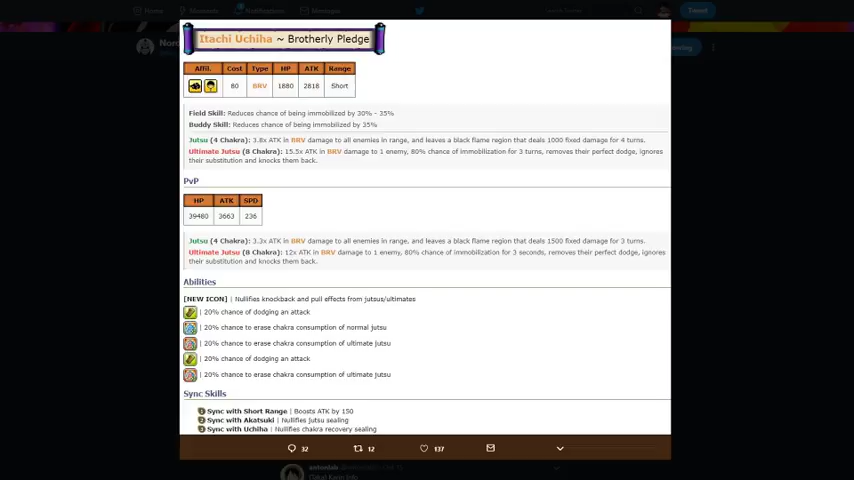 Home
Moments
Notifications
Messages
Tweet
Itachi Uchiha ~ Brotherly Pledge
Affil. Cost Type HP ATK Range
80 BRV 1880 2818 Short
Field Skill: Reduces chance of being immobilized by 30% - 35%
Buddy Skill: Reduces chance of being immobilized by 35%
Jutsu (4 Chakra): 3.8x ATK in BRV damage to all enemies in range, and leaves a black flame region that deals 1000 fixed damage for 4 turns.
Ultimate Jutsu (8 Chakra): 15.5x ATK in BRV damage to 1 enemy, 80% chance of immobilization for 3 turns, removes their perfect dodge, ignores
their substitution and knocks them back.
PvP
HP ATK SPD
39480 3663 236
Jutsu (4 Chakra): 3.3x ATK in BRV damage to all enemies in range, and leaves a black flame region that deals 1500 fixed damage for 3 turns.
Ultimate Jutsu (8 Chakra): 12x ATK in BRV damage to 1 enemy, 60% chance of immobilization for 3 seconds, removes their perfect dodge, ignores
their substitution and knocks them back.
Abilities
[NEW ICON] | Nullifies knockback and pull effects from jutsus/ultimates
| 20% chance of dodging an attack
| 20% chance to erase chakra consumption of normal jutsu
| 20% chance to erase chakra consumption of ultimate jutsu
| 20% chance of dodging an attack
| 20% chance to erase chakra consumption of ultimate jutsu
Sync Skills
Sync with Short Range | Boosts ATK by 150
Sync with Akatsuki | Nullifies jutsu sealing
Sync with Uchiha | Nullifies chakra recovery sealing
32 12 137